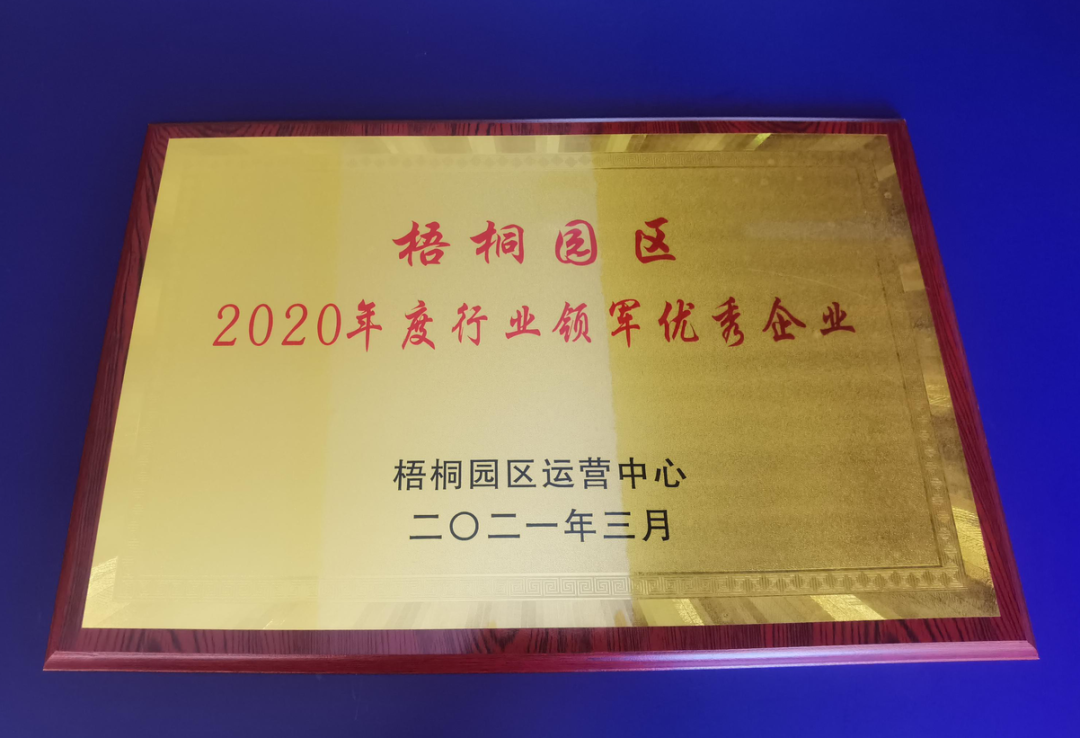 梧桐园区
2020年度行业领军优秀企业
梧桐园区运营中心
二〇二一年三月